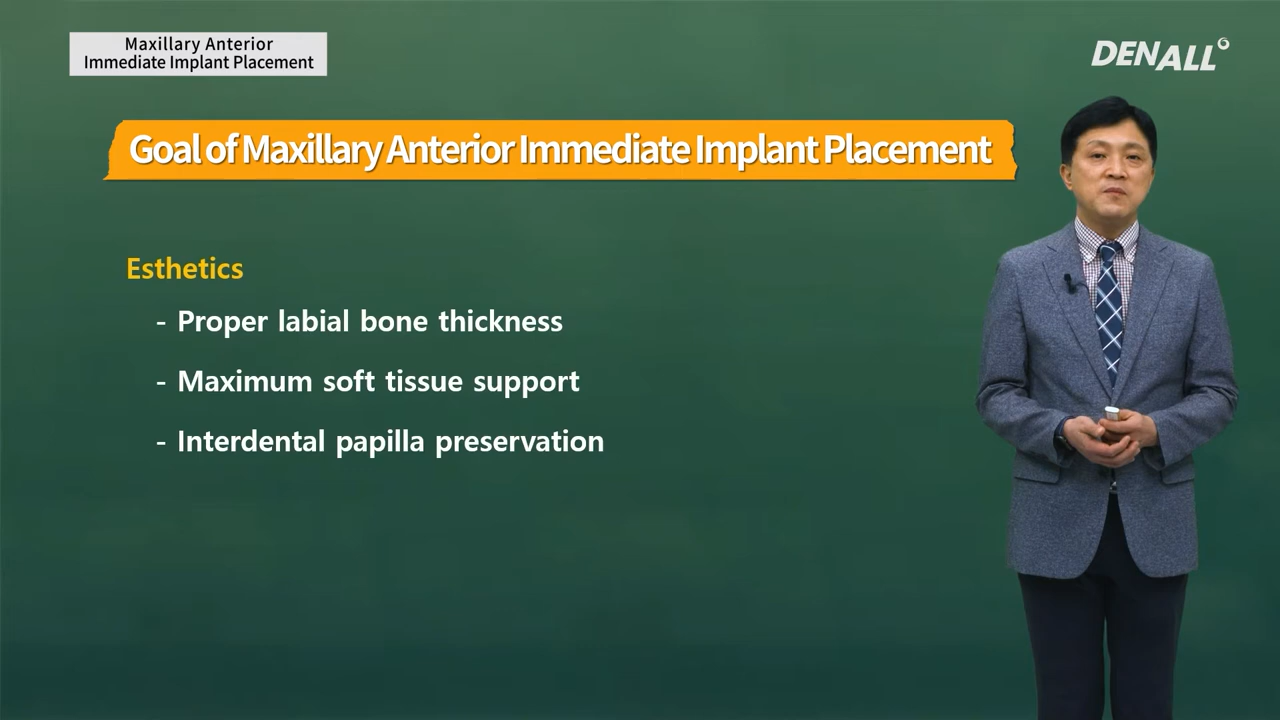 Maxillary Anterior
Immediate Implant Placement
DENALL
Goal of Maxillary Anterior Immediate Implant Placement
Esthetics
- Proper labial bone thickness
- Maximum soft tissue support
- Interdental papilla preservation